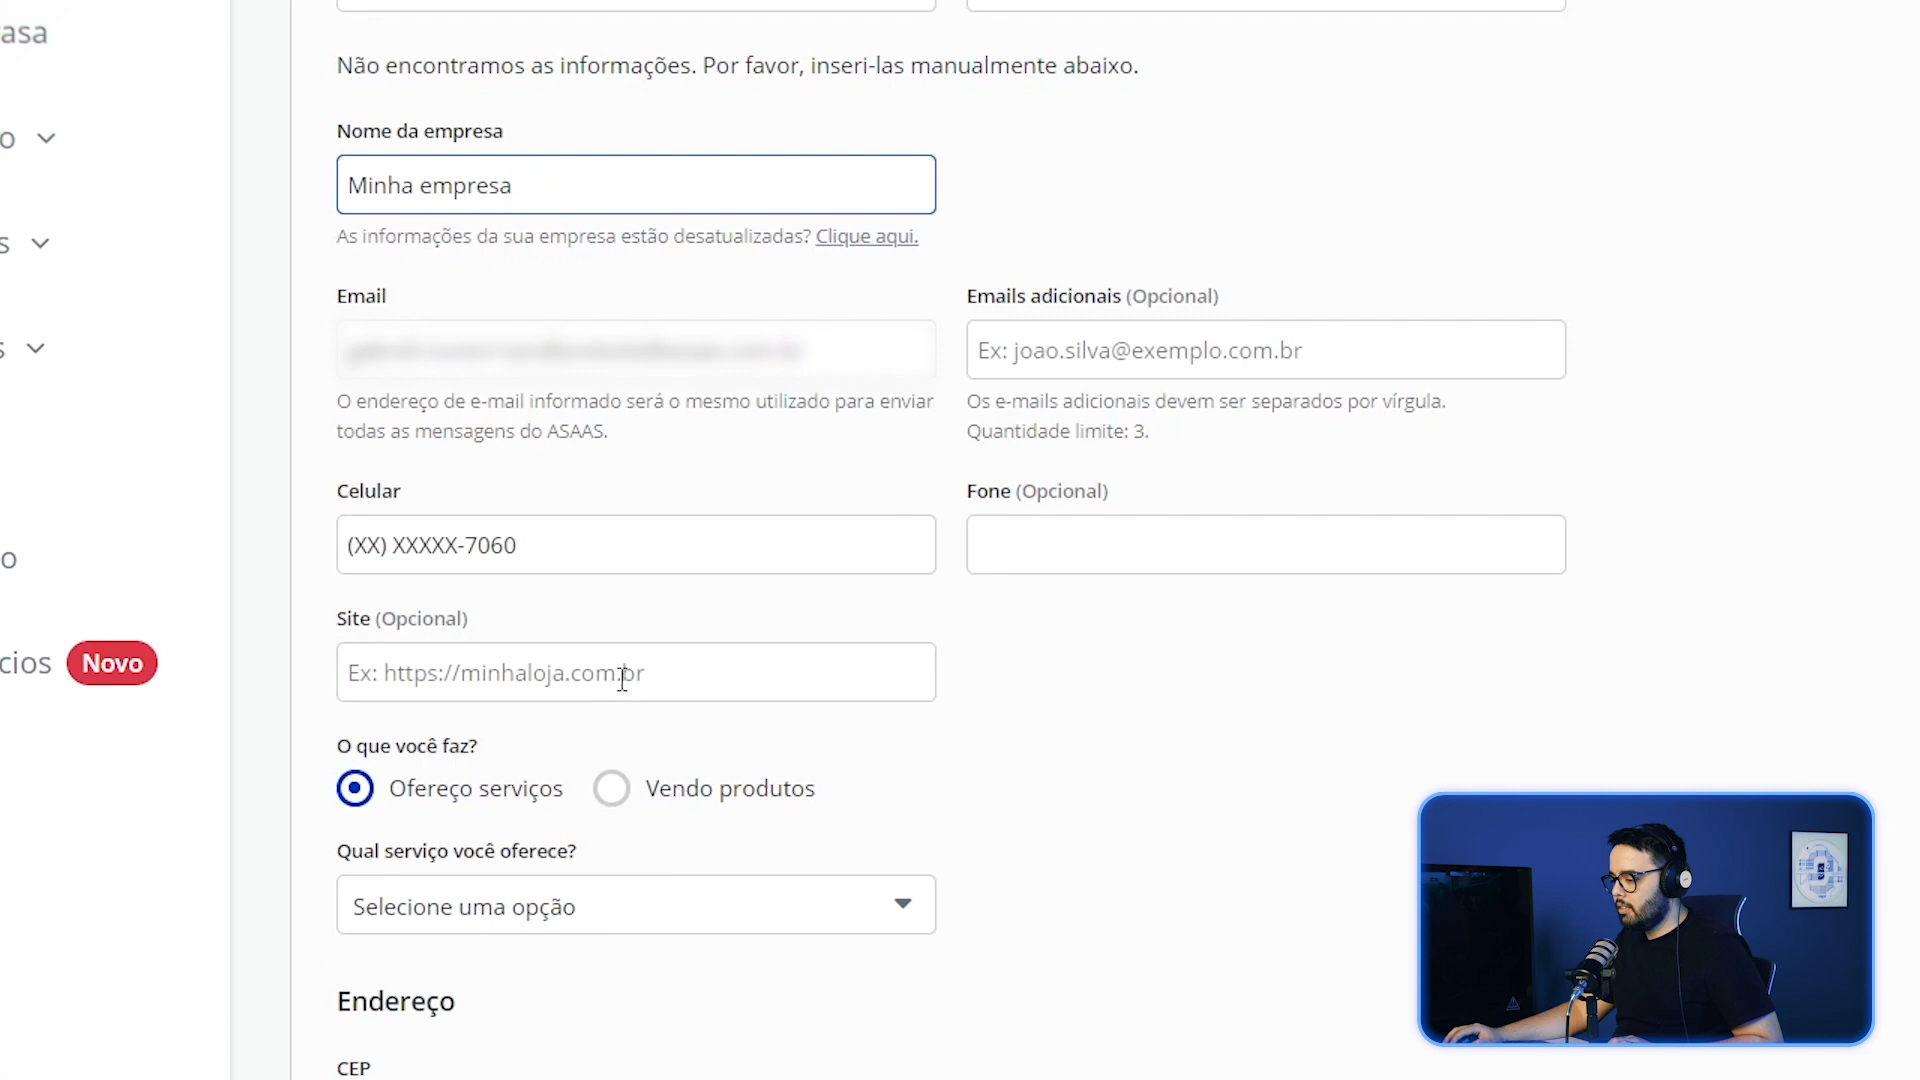 asa
o
s
s
o
cios Novo
Não encontramos as informações. Por favor, inseri-las manualmente abaixo.
Nome da empresa
Minha empresa
As informações da sua empresa estão desatualizadas? Clique aqui.
Email
Emails adicionais (Opcional)
Ex: joao.silva@exemplo.com.br
O endereço de e-mail informado será o mesmo utilizado para enviar
todas as mensagens do ASAAS.
Os e-mails adicionais devem ser separados por vírgula.
Quantidade limite: 3.
Celular
Fone (Opcional)
(XX) XXXXX-7060
Site (Opcional)
Ex: https://minhaloja.com.br
O que você faz?
Ofereço serviços
Vendo produtos
Qual serviço você oferece?
Selecione uma opção
Endereço
CEP